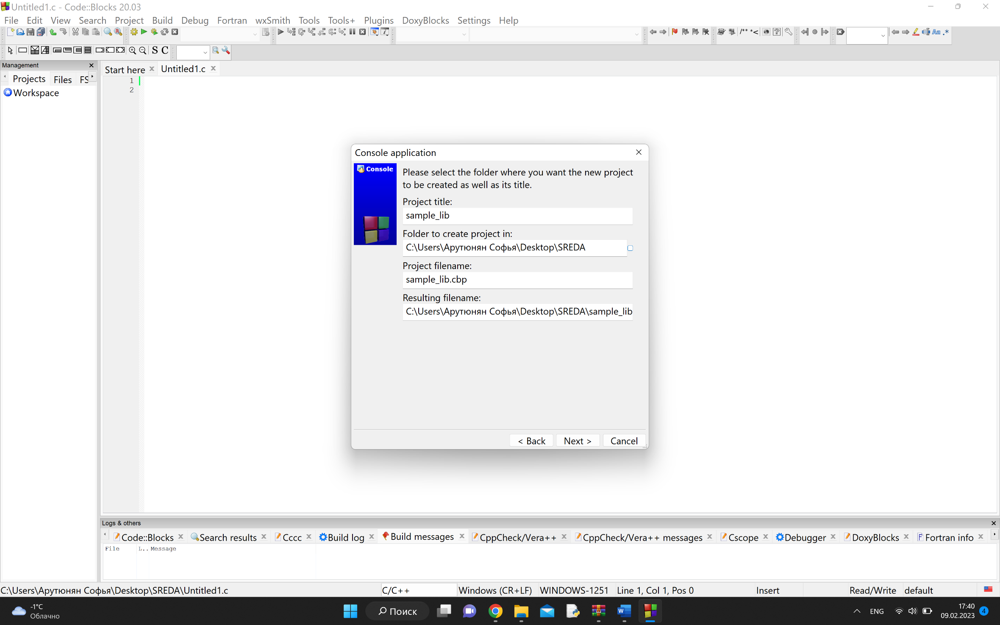 Untitled1.c - Code::Blocks 20.03
File Edit View Search Project Build Debug Fortran wxSmith Tools Tools+ Plugins DoxyBlocks Settings Help
/** *< Aa .*
S C
Management
Start here Untitled1.c
Projects Files FS
1
2
Workspace
Console application
Console
Please select the folder where you want the new project
to be created as well as its title.
Project title:
sample_lib
Folder to create project in:
C:\Users\Арутюнян Софья\Desktop\SREDA
Project filename:
sample_lib.cbp
Resulting filename:
C:\Users\Арутюнян Софья\Desktop\SREDA\sample_lib
< Back Next > Cancel
Logs & others
Code::Blocks Search results Cccc Build log Build messages CppCheck/Vera++ CppCheck/Vera++ messages Cscope Debugger DoxyBlocks Fortran info
File L.. Message
C:\Users\Арутюнян Софья\Desktop\SREDA\Untitled1.c C/C++ Windows (CR+LF) WINDOWS-1251 Line 1, Col 1, Pos 0 Insert Read/Write default
-1°C
Облачно
Поиск
ENG
17:40
09.02.2023
4